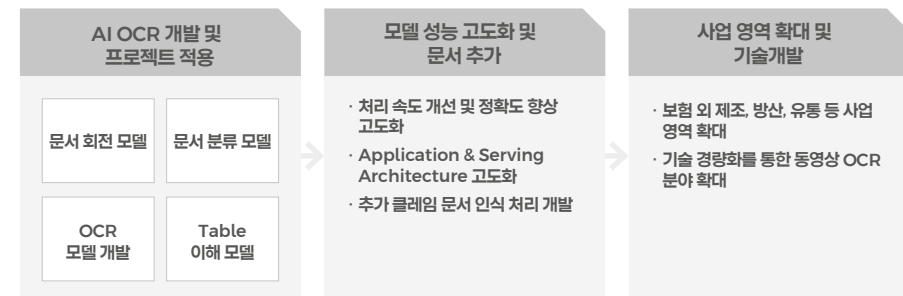 AI OCR 개발 및
프로젝트 적용
문서 회전 모델
문서 분류 모델
OCR
모델 개발
Table
이해 모델
모델 성능 고도화 및
문서 추가
· 처리 속도 개선 및 정확도 향상
고도화
· Application & Serving
Architecture 고도화
· 추가 클레임 문서 인식 처리 개발
사업 영역 확대 및
기술개발
· 보험 외 제조, 방산, 유통 등 사업
영역 확대
· 기술 경량화를 통한 동영상 OCR
분야 확대